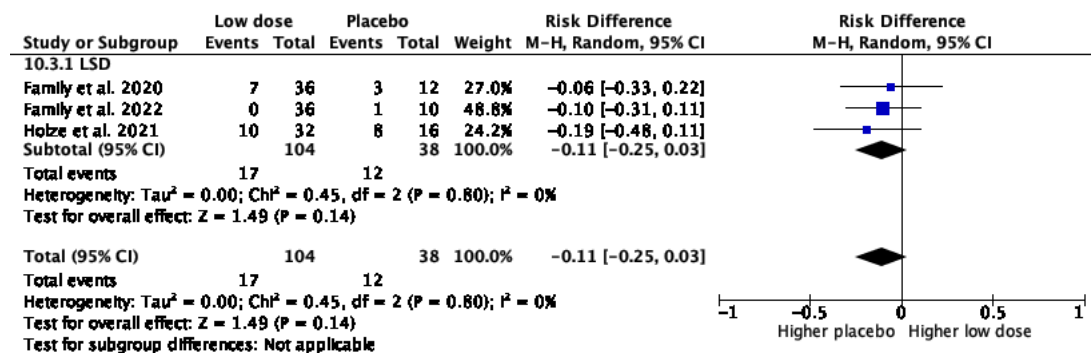 Low dose Placebo Risk Difference Risk Difference
Study or Subgroup Events Total Events Total Weight M-H, Random, 95% CI M-H, Random, 95% CI
10.3.1 LSD
Family et al. 2020 7 36 3 12 27.0% -0.06 [-0.33, 0.22]
Family et al. 2022 0 36 1 10 48.8% -0.10 [-0.31, 0.11]
Holze et al. 2021 10 32 8 16 24.2% -0.19 [-0.48, 0.11]
Subtotal (95% CI) 104 38 100.0% -0.11 [-0.25, 0.03]
Total events 17 12
Heterogeneity: Tau² = 0.00; Chi² = 0.45, df = 2 (P = 0.80); I² = 0%
Test for overall effect: Z = 1.49 (P = 0.14)
Total (95% CI) 104 38 100.0% -0.11 [-0.25, 0.03]
Total events 17 12
Heterogeneity: Tau² = 0.00; Chi² = 0.45, df = 2 (P = 0.80); I² = 0%
Test for overall effect: Z = 1.49 (P = 0.14)
Test for subgroup differences: Not applicable
-1 -0.5 0 0.5 1
Higher placebo Higher low dose